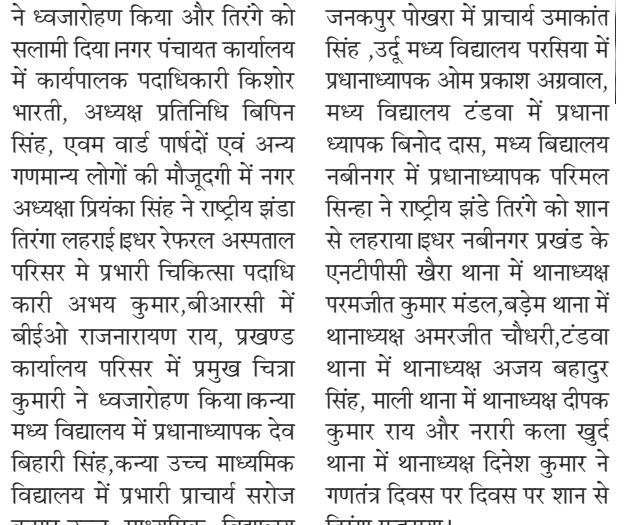 ने ध्वजारोहण किया और तिरंगे को
सलामी दिया।नगर पंचायत कार्यालय
में कार्यपालक पदाधिकारी किशोर
भारती, अध्यक्ष प्रतिनिधि बिपिन
सिंह, एवम वार्ड पार्षदों एवं अन्य
गणमान्य लोगों की मौजूदगी में नगर
अध्यक्षा प्रियंका सिंह ने राष्ट्रीय झंडा
तिरंगा लहराई।इधर रेफरल अस्पताल
परिसर मे प्रभारी चिकित्सा पदाधि
कारी अभय कुमार,बीआरसी में
बीईओ राजनारायण राय, प्रखण्ड
कार्यालय परिसर में प्रमुख चित्रा
कुमारी ने ध्वजारोहण किया।कन्या
मध्य विद्यालय में प्रधानाध्यापक देव
बिहारी सिंह,कन्या उच्च माध्यमिक
विद्यालय में प्रभारी प्राचार्य सरोज
जनकपुर पोखरा में प्राचार्य उमाकांत
सिंह ,उर्दू मध्य विद्यालय परसिया में
प्रधानाध्यापक ओम प्रकाश अग्रवाल,
मध्य विद्यालय टंडवा में प्रधाना
ध्यापक बिनोद दास, मध्य बिद्यालय
नबीनगर में प्रधानाध्यापक परिमल
सिन्हा ने राष्ट्रीय झंडे तिरंगे को शान
से लहराया।इधर नबीनगर प्रखंड के
एनटीपीसी खैरा थाना में थानाध्यक्ष
परमजीत कुमार मंडल,बड़ेम थाना में
थानाध्यक्ष अमरजीत चौधरी,टंडवा
थाना में थानाध्यक्ष अजय बहादुर
सिंह, माली थाना में थानाध्यक्ष दीपक
कुमार राय और नरारी कला खुर्द
थाना में थानाध्यक्ष दिनेश कुमार ने
गणतंत्र दिवस पर दिवस पर शान से